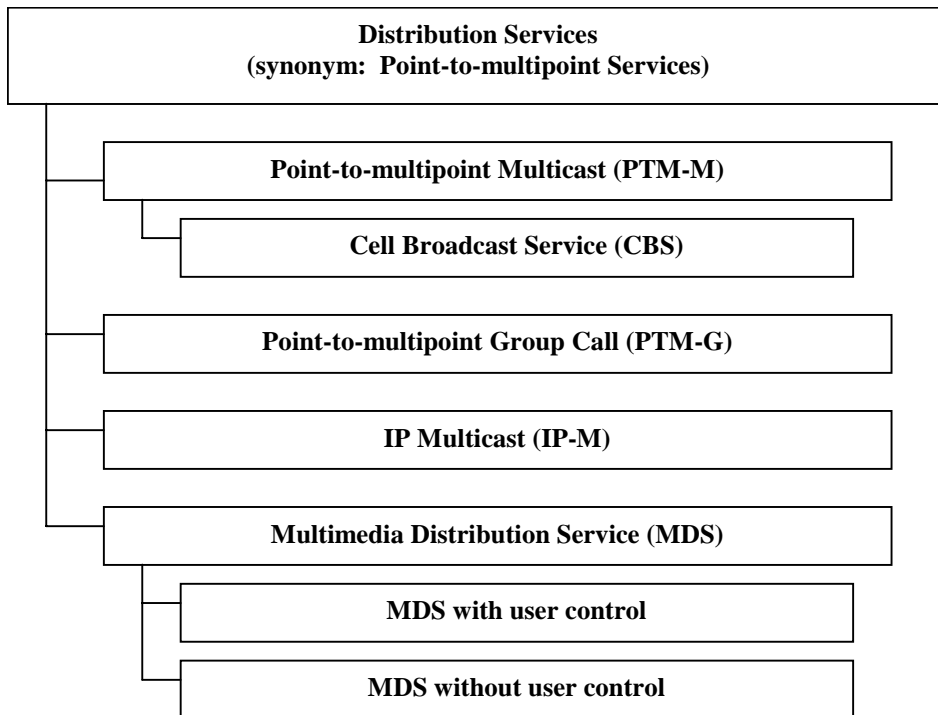 Distribution Services
(synonym: Point-to-multipoint Services)
Point-to-multipoint Multicast (PTM-M)
Cell Broadcast Service (CBS)
Point-to-multipoint Group Call (PTM-G)
IP Multicast (IP-M)
Multimedia Distribution Service (MDS)
MDS with user control
MDS without user control